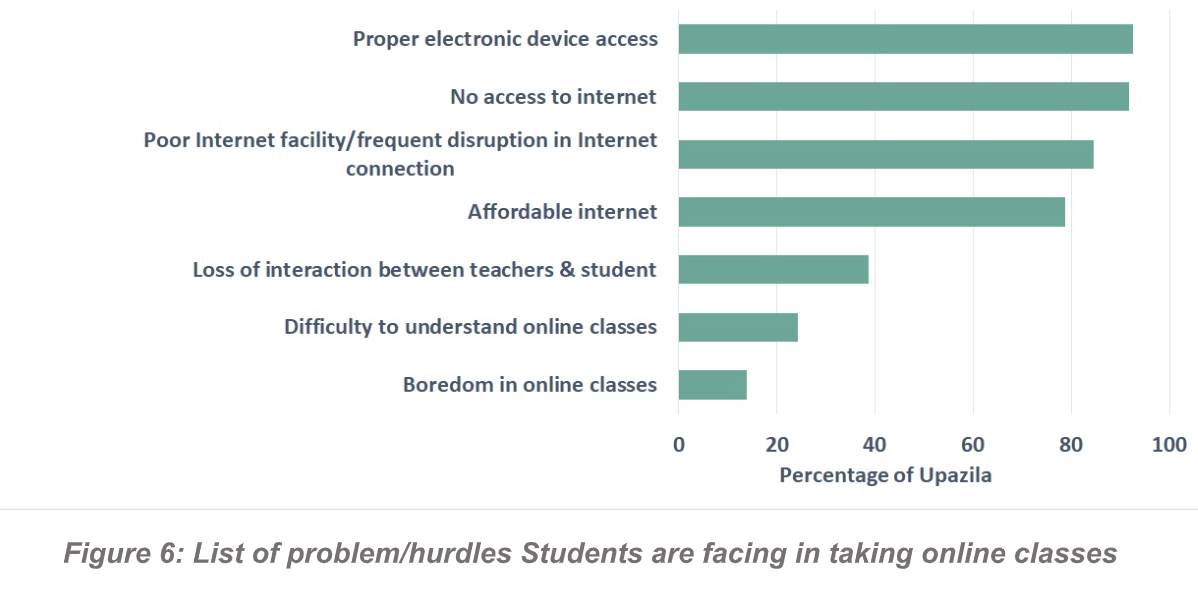 Proper electronic device access
No access to internet
Poor Internet facility/frequent disruption in Internet
connection
Affordable internet
Loss of interaction between teachers & student
Difficulty to understand online classes
Boredom in online classes
0 20 40 60 80 100
Percentage of Upazila
Figure 6: List of problem/hurdles Students are facing in taking online classes